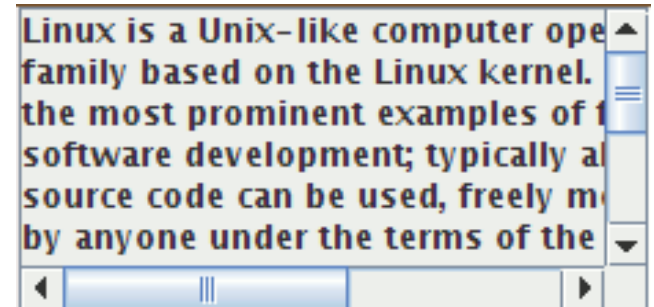 Linux is a Unix-like computer ope
family based on the Linux kernel.
the most prominent examples of
software development; typically
source code can be used, freely
by anyone under the terms of the